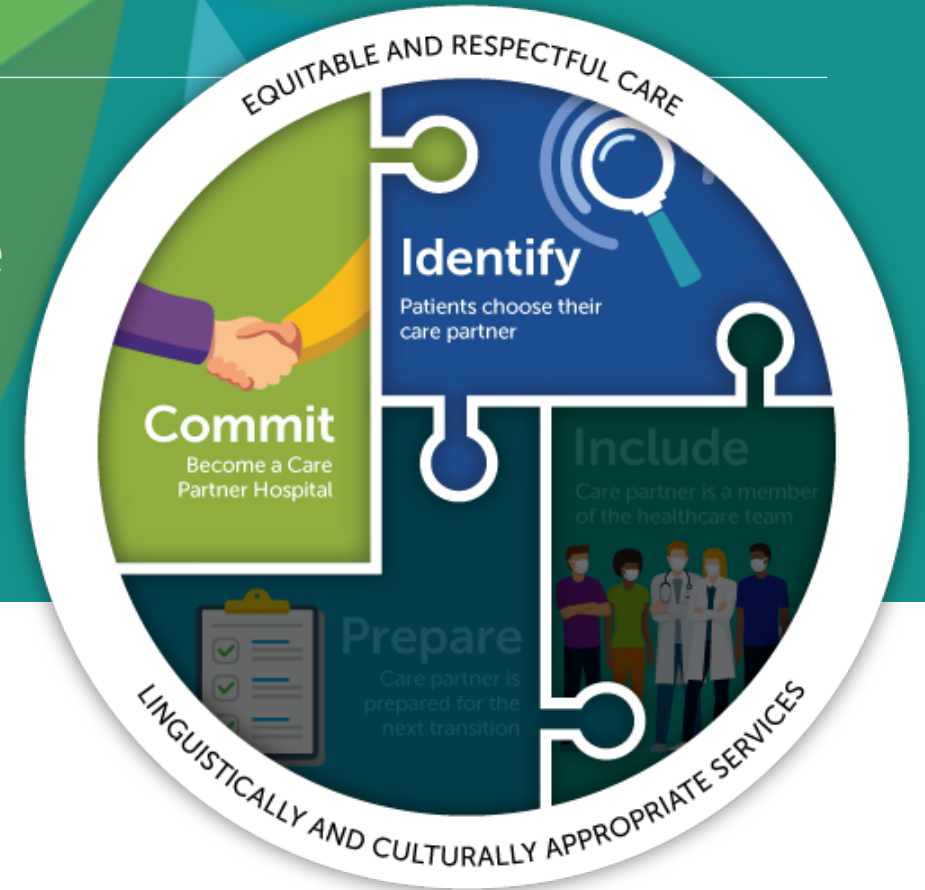 EQUITABLE AND RESPECTFUL CARE
Identify
Patients choose their
care partner
Commit
Become a Care
Partner Hospital
Include
Care partner is a member
of the healthcare team
Prepare
Care partner is
prepared for the
next transition
LINGUISTICALLY AND CULTURALLY APPROPRIATE SERVICES